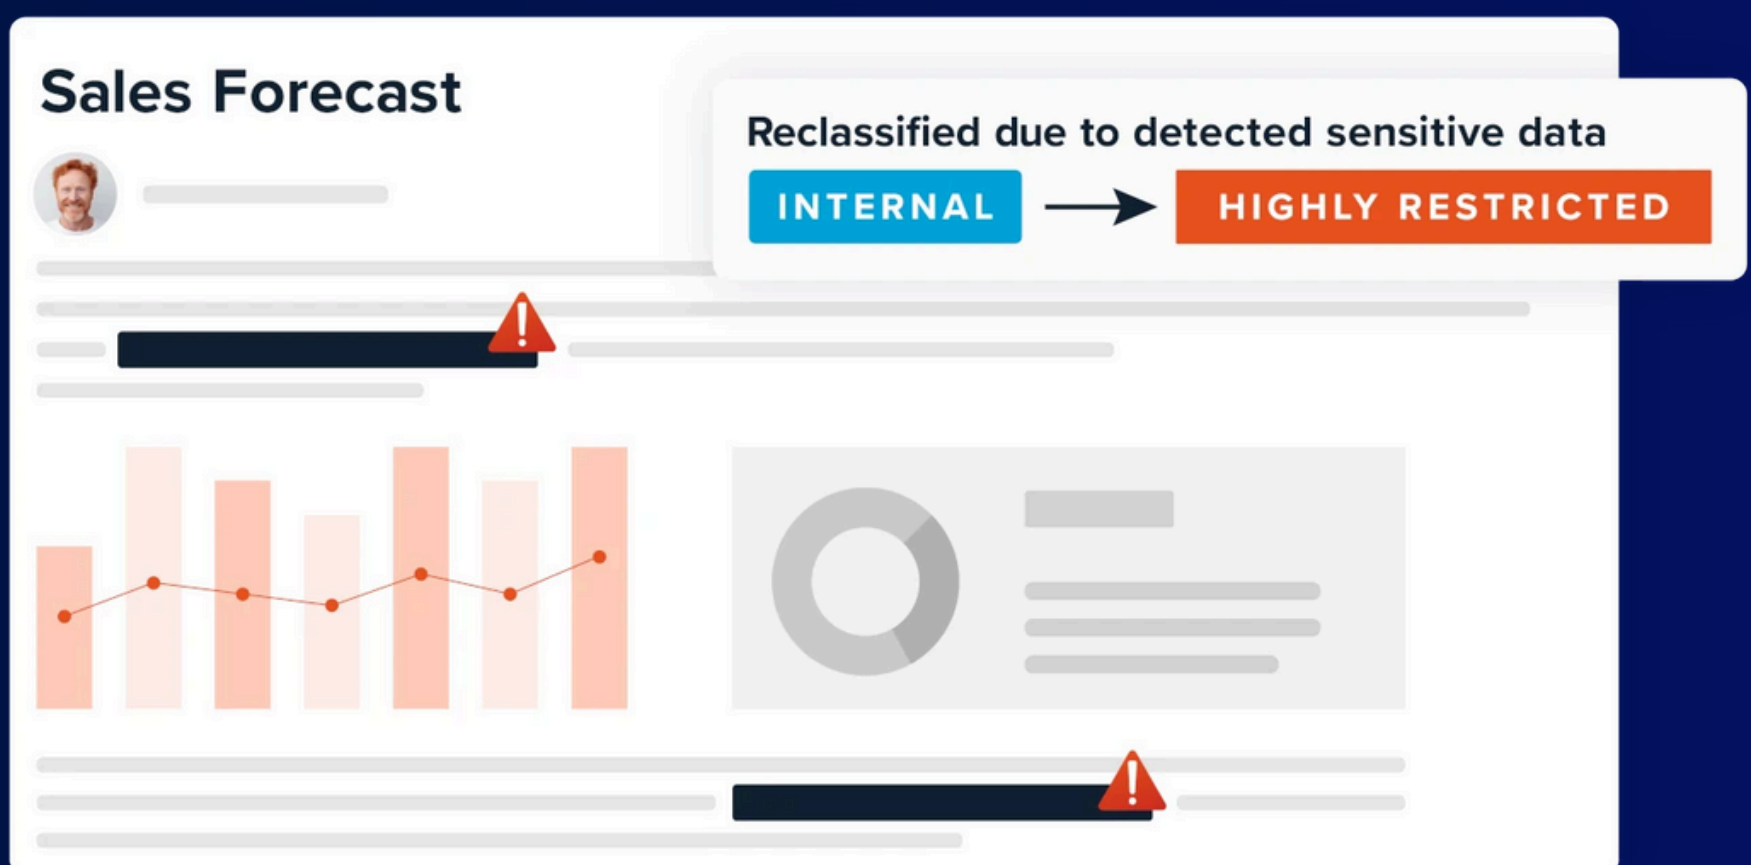 Sales Forecast
Reclassified due to detected sensitive data
INTERNAL HIGHLY RESTRICTED